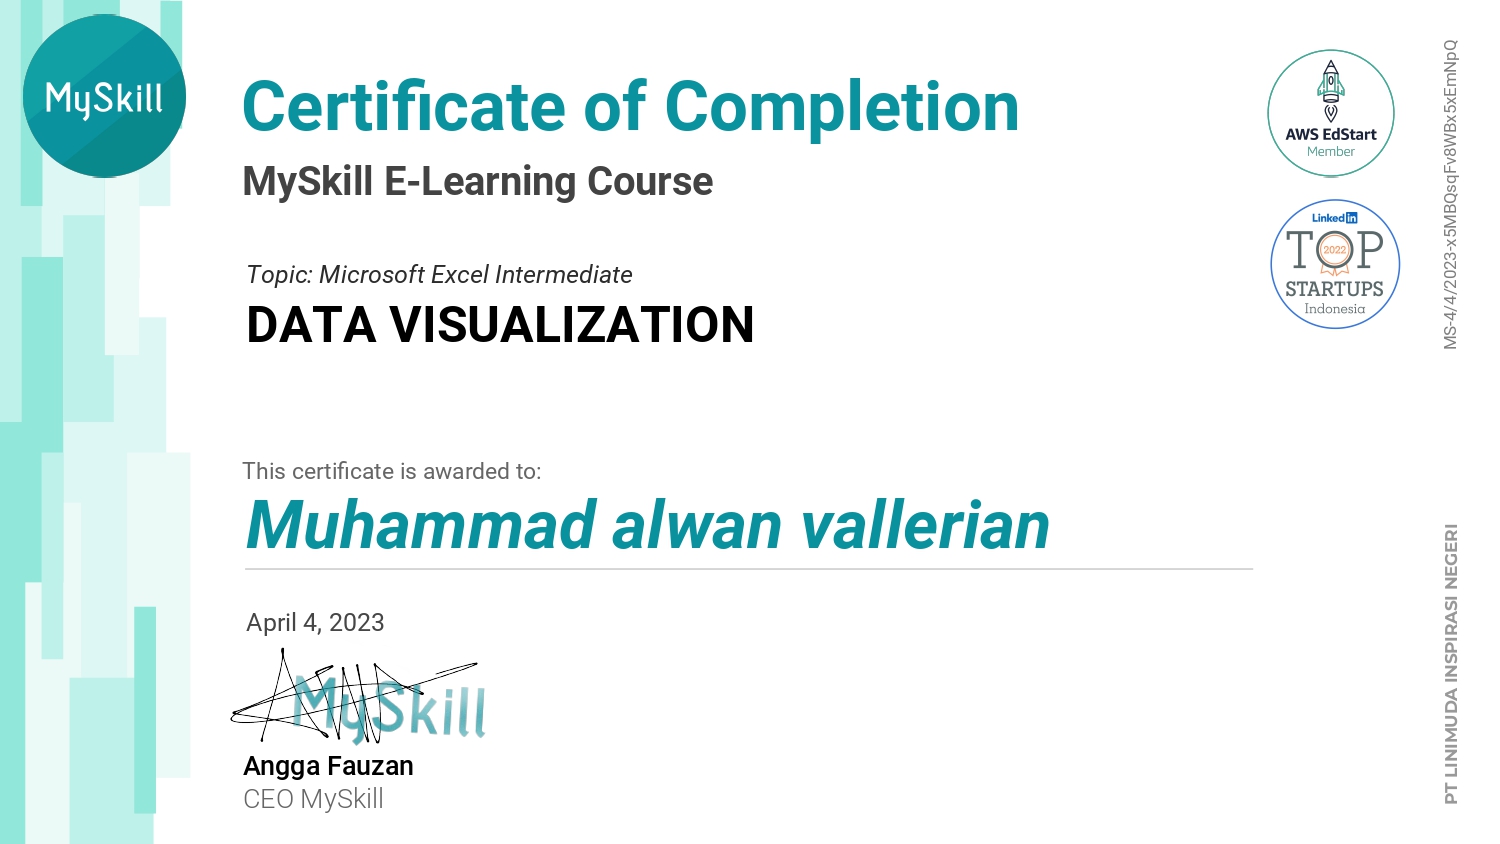 MySkill
Certificate of Completion
MySkill E-Learning Course
Topic: Microsoft Excel Intermediate
DATA VISUALIZATION
This certificate is awarded to:
Muhammad alwan vallerian
April 4, 2023
MySkill
Angga Fauzan
CEO MySkill
AWS EdStart
Member
Linked in
TOP
2022
STARTUPS
Indonesia
MS-4/4/2023-x5MBQsqFv8WBx5xEmNpQ
PT LINIMUDA INSPIRASI NEGERI